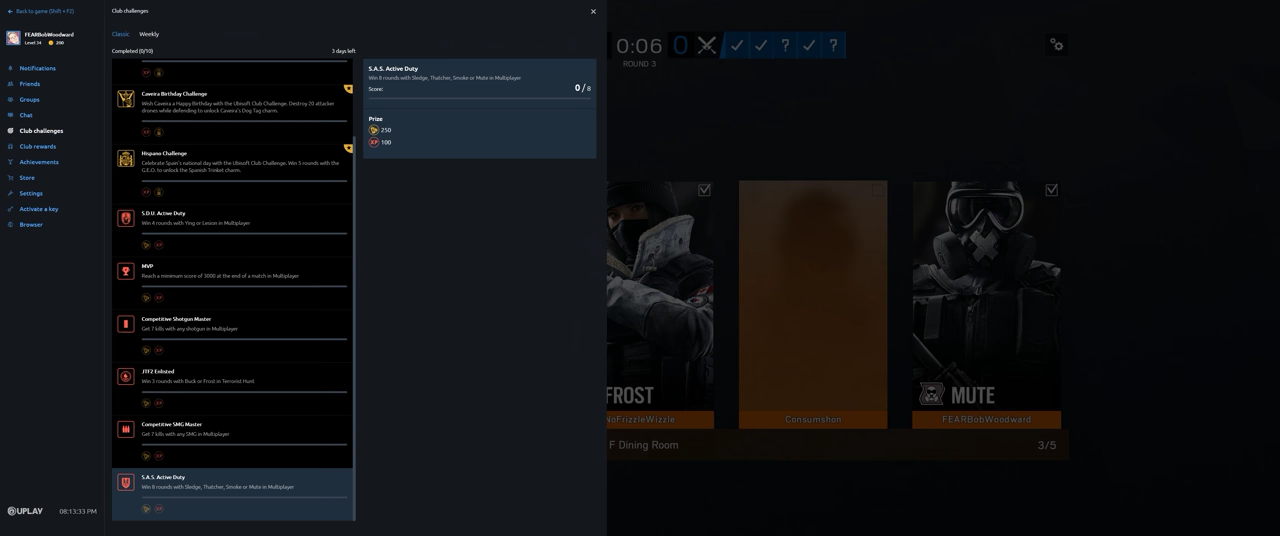 Back to game (Shift + F2)
FEARBobWoodward
Level 34 200
Notifications
Friends
Groups
Chat
Club challenges
Club rewards
Achievements
Store
Settings
Activate a key
Browser
UPLAY
08:13:33 PM
Club challenges
Classic Weekly
Completed (0/10) 3 days left
XP
Caveira Birthday Challenge
Wish Caveira a Happy Birthday with the Ubisoft Club Challenge. Destroy 20 attacker
drones while defending to unlock Caveira's Dog Tag charm.
XP
Hispano Challenge
Celebrate Spain's national day with the Ubisoft Club Challenge. Win 5 rounds with the
G.E.O. to unlock the Spanish Trinket charm.
XP
S.D.U. Active Duty
Win 4 rounds with Ying or Lesion in Multiplayer
XP
MVP
Reach a minimum score of 3000 at the end of a match in Multiplayer
XP
Competitive Shotgun Master
Get 7 kills with any shotgun in Multiplayer
XP
JTF2 Enlisted
Win 3 rounds with Buck or Frost in Terrorist Hunt
XP
Competitive SMG Master
Get 7 kills with any SMG in Multiplayer
XP
S.A.S. Active Duty
Win 8 rounds with Sledge, Thatcher, Smoke or Mute in Multiplayer
XP
S.A.S. Active Duty
Win 8 rounds with Sledge, Thatcher, Smoke or Mute in Multiplayer
Score: 0 / 8
Prize
250
XP 100
0:06 0 ? ?
ROUND 3
FROST
NoFrizzleWizzle
Consumshon
MUTE
FEARBobWoodward
F Dining Room 3/5